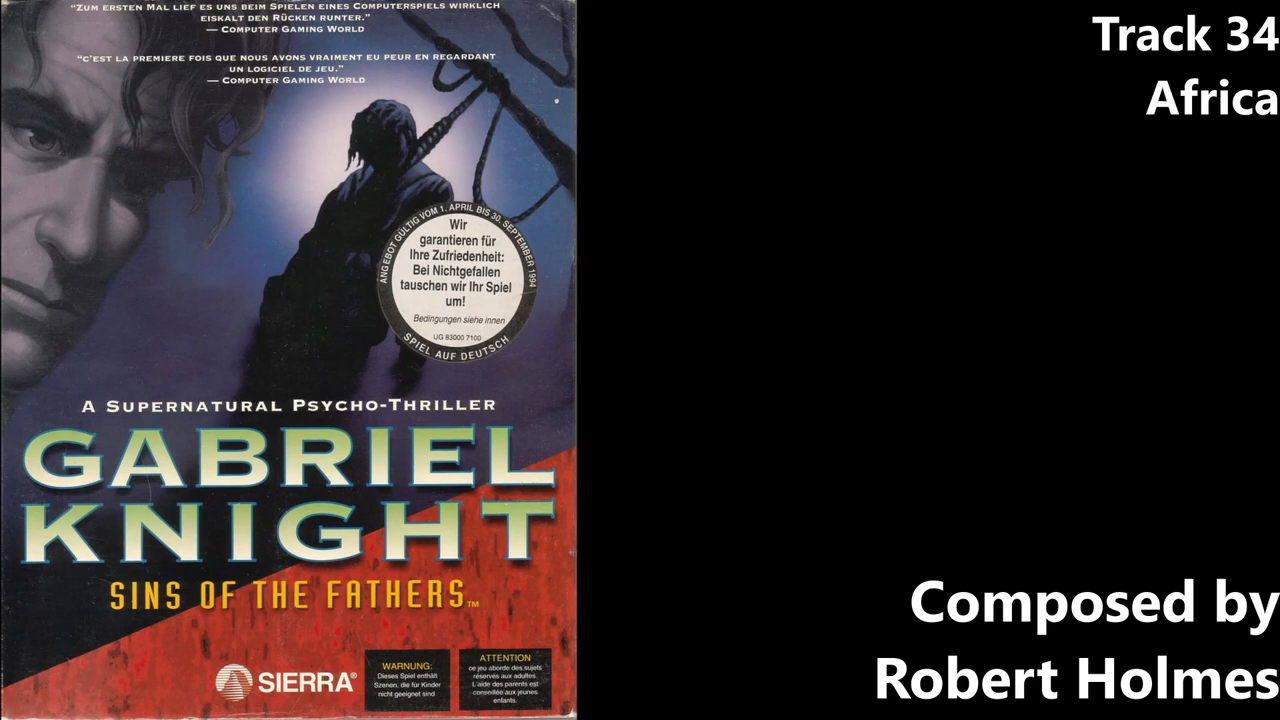 “Zum ersten Mal lief es uns beim Spielen eines Computerspiels wirklich
eiskalt den Rücken runter.”
— Computer Gaming World
“c'est la premiere fois que nous avons vraiment eu peur en regardant
un logiciel de jeu.”
— Computer Gaming World
ANGEBOT GÜLTIG VOM 1. APRIL BIS 30. SEPTEMBER 1994
Wir
garantieren für
Ihre Zufriedenheit:
Bei Nichtgefallen
tauschen wir Ihr Spiel
um!
Bedingungen siehe innen
UG 83000 7100
SPIEL AUF DEUTSCH
A Supernatural Psycho-Thriller
GABRIEL
KNIGHT
SINS OF THE FATHERS™
SIERRA®
WARNUNG:
Dieses Spiel enthält
Szenen, die für Kinder
nicht geeignet sind
ATTENTION
ce jeu aborde des sujets
réservés aux adultes.
L'aide des parents est
conseillée aux jeunes
enfants.
Track 34
Africa
Composed by
Robert Holmes